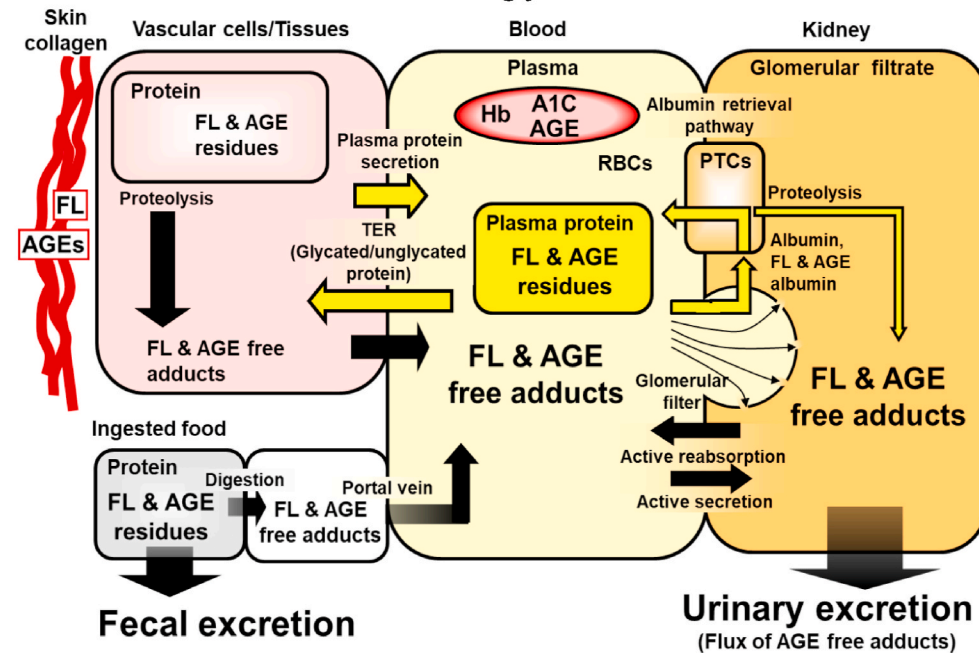 Skin
collagen
Vascular cells/Tissues
Blood
Kidney
Protein
FL & AGE
residues
Proteolysis
FL
AGEs
FL & AGE free
adducts
Plasma protein
secretion
TER
(Glycated/unglycated
protein)
Plasma
Hb
A1C
AGE
RBCs
Plasma protein
FL & AGE
residues
FL & AGE
free adducts
Glomerular filtrate
Albumin retrieval
pathway
PTCs
Proteolysis
Albumin,
FL & AGE
albumin
FL & AGE
free adducts
Glomerular
filter
Active reabsorption
Active secretion
Ingested food
Protein
FL & AGE
residues
Digestion
FL & AGE
free adducts
Portal vein
Fecal excretion
Urinary excretion
(Flux of AGE free adducts)